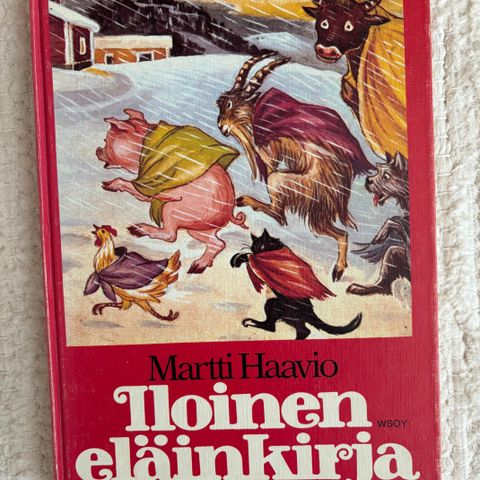 Martti Haavio
Iloinen
WSOY
eläinkirja